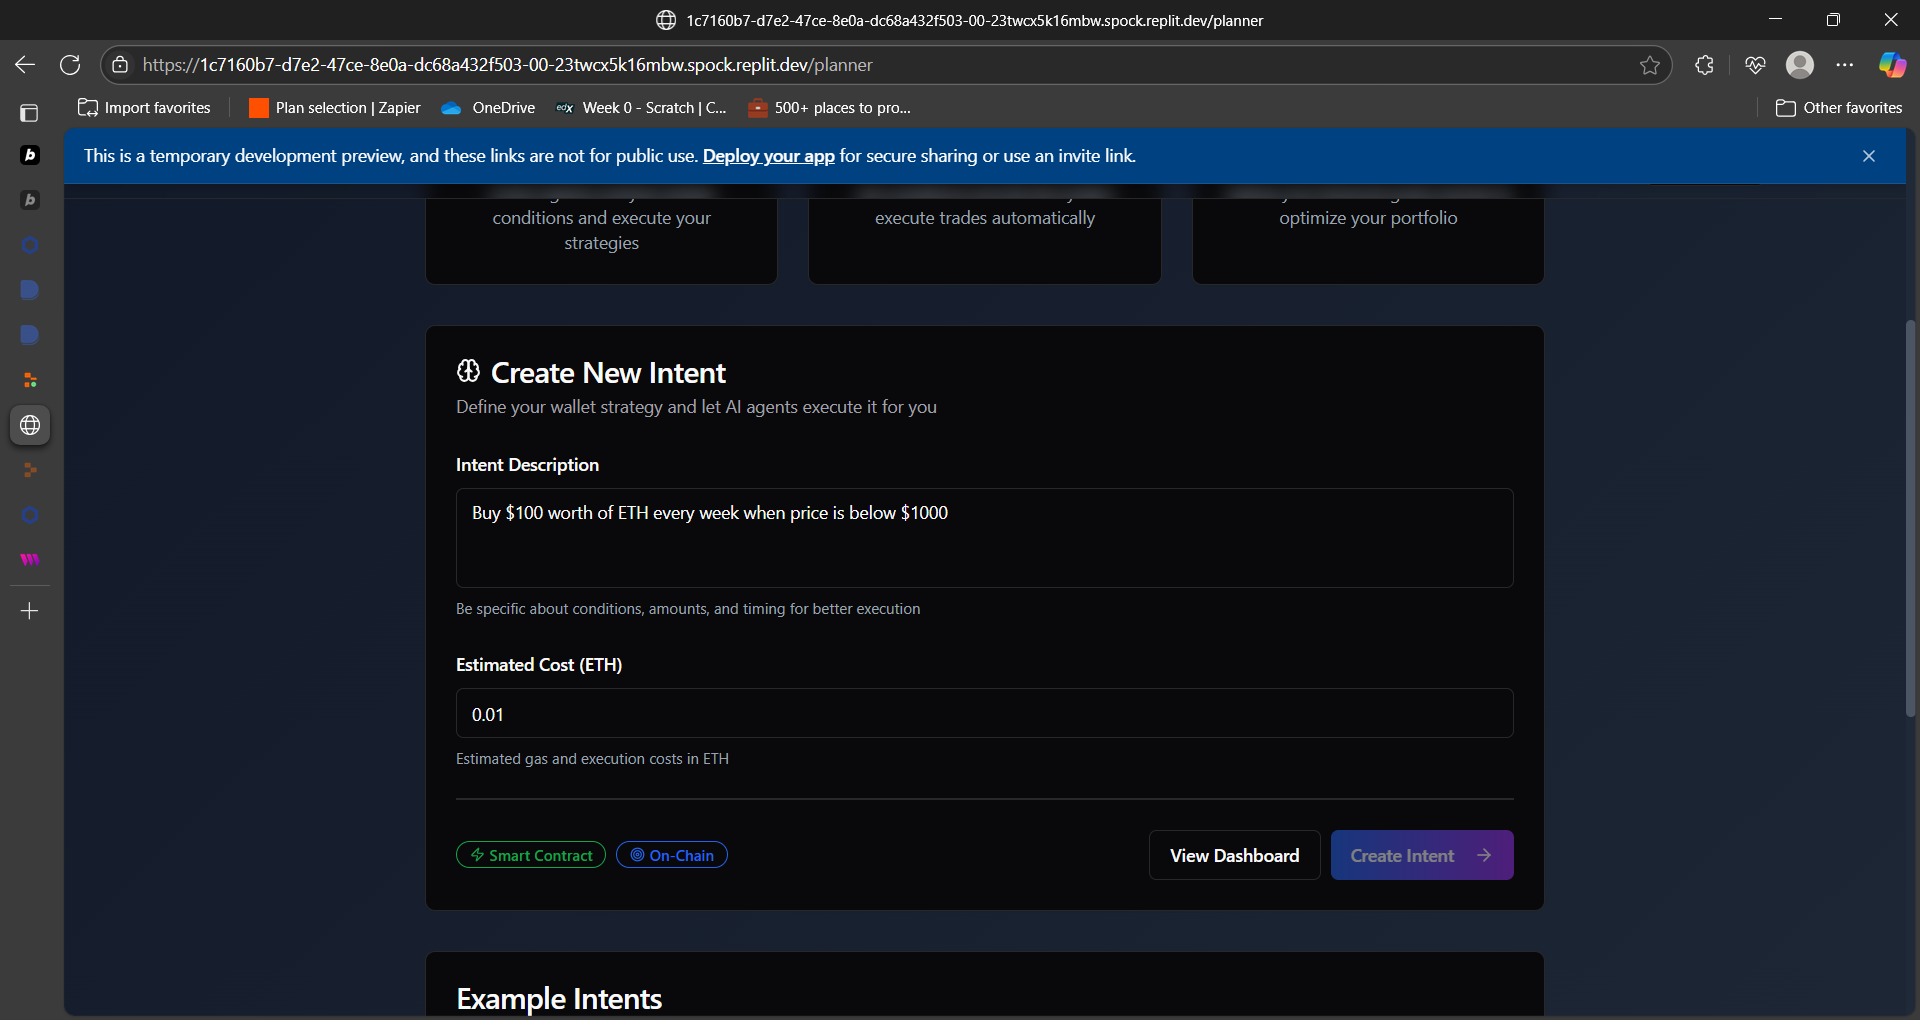 1c7160b7-d7e2-47ce-8e0a-dc68a432f503-00-23twcx5k16mbw.spock.replit.dev/planner
https://1c7160b7-d7e2-47ce-8e0a-dc68a432f503-00-23twcx5k16mbw.spock.replit.dev/planner
Import favorites
Plan selection | Zapier
OneDrive
edX
Week 0 - Scratch | C...
500+ places to pro...
Other favorites
This is a temporary development preview, and these links are not for public use. Deploy your app for secure sharing or use an invite link.
conditions and execute your
strategies
execute trades automatically
optimize your portfolio
Create New Intent
Define your wallet strategy and let AI agents execute it for you
Intent Description
Buy $100 worth of ETH every week when price is below $1000
Be specific about conditions, amounts, and timing for better execution
Estimated Cost (ETH)
0.01
Estimated gas and execution costs in ETH
Smart Contract
On-Chain
View Dashboard
Create Intent
Example Intents